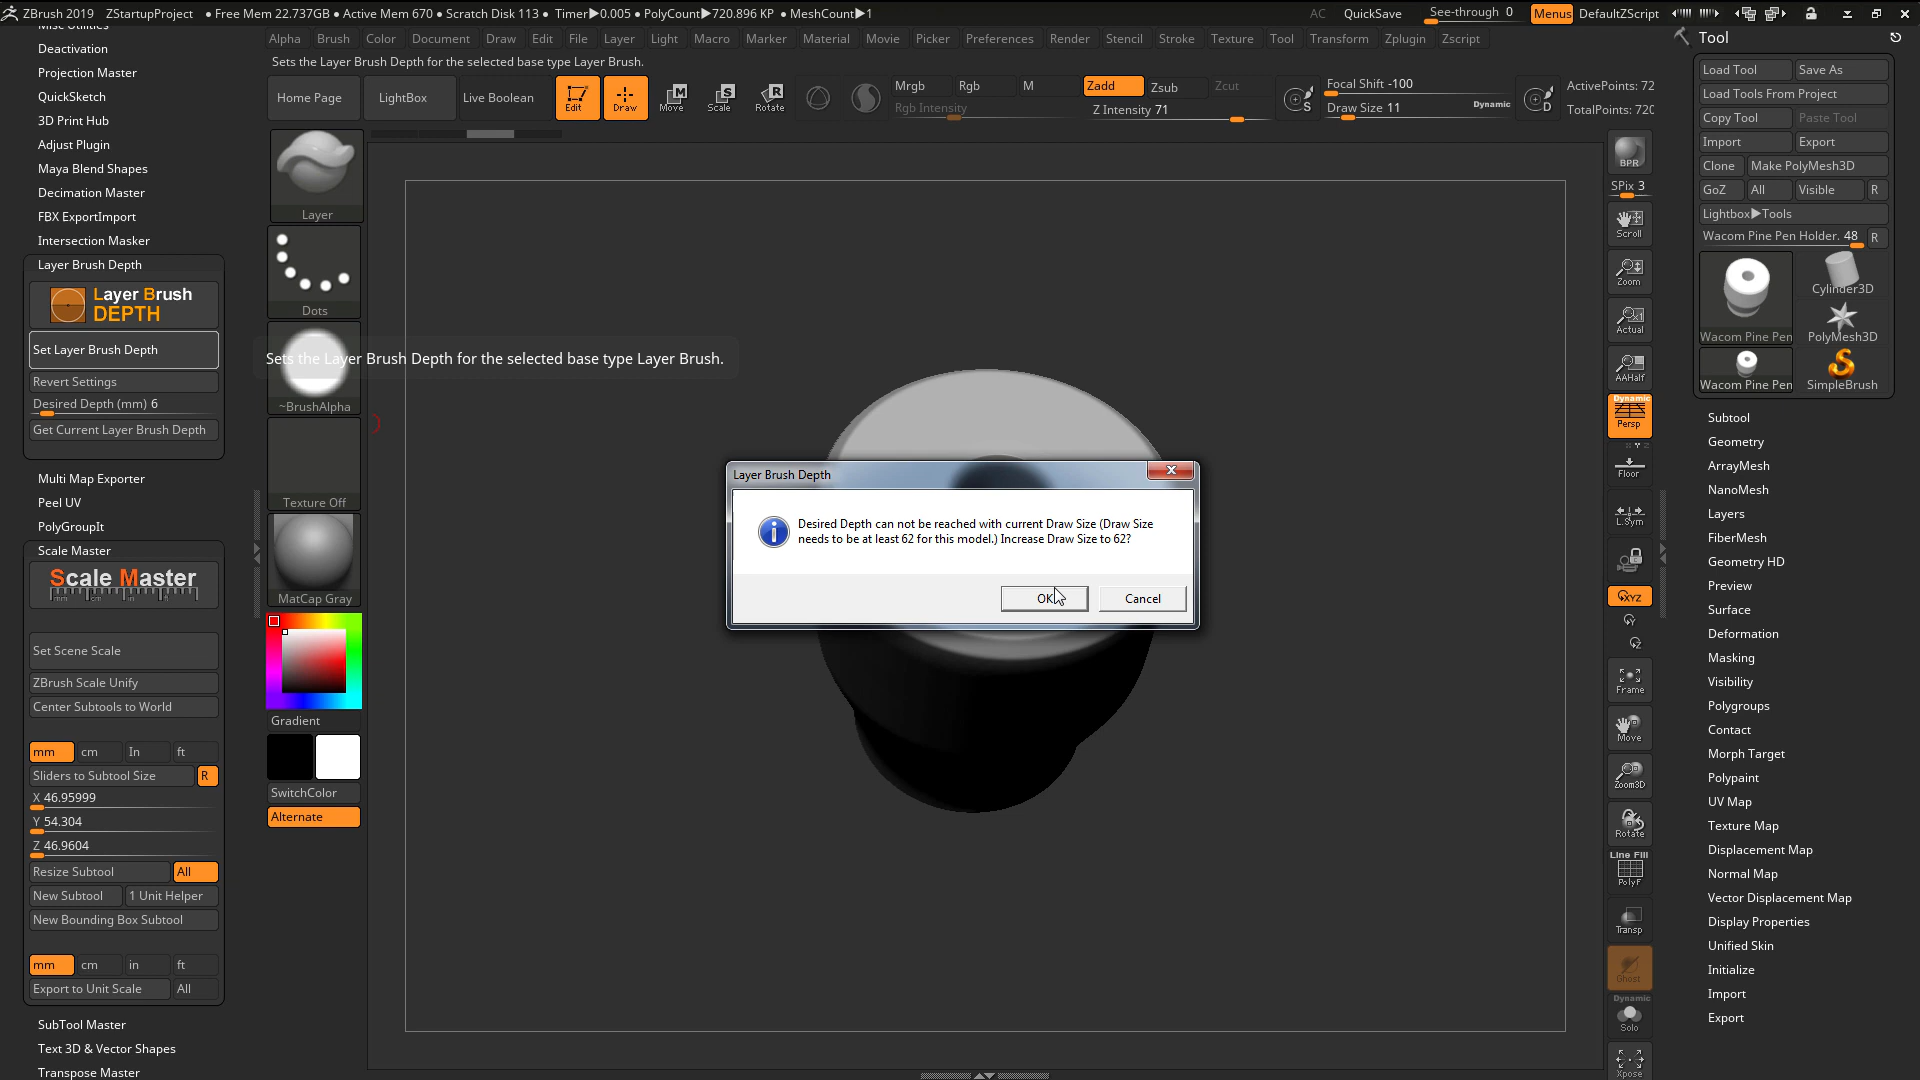 ZBrush 2019 ZStartupProject • Free Mem 22.737GB • Active Mem 670 • Scratch Disk 113 • Timer▶0.005 • PolyCount▶720.896 KP • MeshCount▶1 AC QuickSave See-through 0 Menus DefaultZScript
Alpha Brush Color Document Draw Edit File Layer Light Macro Marker Material Movie Picker Preferences Render Stencil Stroke Texture Tool Transform Zplugin Zscript
Sets the Layer Brush Depth for the selected base type Layer Brush.
Home Page LightBox Live Boolean Edit Draw Move Scale Rotate
M S R
Mrgb Rgb M
Rgb Intensity
Zadd Zsub Zcut
Z Intensity 71
S
Focal Shift -100
Draw Size 11 Dynamic
D
ActivePoints: 72
TotalPoints: 720
Misc Utilities
Deactivation
Projection Master
QuickSketch
3D Print Hub
Adjust Plugin
Maya Blend Shapes
Decimation Master
FBX ExportImport
Intersection Masker
Layer Brush Depth
Layer Brush
DEPTH
Set Layer Brush Depth
Revert Settings
Desired Depth (mm) 6
Get Current Layer Brush Depth
Multi Map Exporter
Peel UV
PolyGroupIt
Scale Master
Scale Master
mm cm in ft
Set Scene Scale
ZBrush Scale Unify
Center Subtools to World
mm cm In ft
Sliders to Subtool Size R
X 46.95999
Y 54.304
Z 46.9604
Resize Subtool All
New Subtool 1 Unit Helper
New Bounding Box Subtool
mm cm in ft
Export to Unit Scale All
SubTool Master
Text 3D & Vector Shapes
Transpose Master
Layer
Dots
~BrushAlpha
Texture Off
MatCap Gray
Gradient
SwitchColor
Alternate
Sets the Layer Brush Depth for the selected base type Layer Brush.
Layer Brush Depth
Desired Depth can not be reached with current Draw Size (Draw Size
needs to be at least 62 for this model.) Increase Draw Size to 62?
OK Cancel
BPR
SPix 3
Scroll
Zoom
Actual
AAHalf
Dynamic
Persp
Floor
L.Sym
XYZ
Y
Z
Frame
Move
Zoom3D
Rotate
Line Fill
PolyF
Transp
Ghost
Dynamic
Solo
Xpose
Tool
Load Tool Save As
Load Tools From Project
Copy Tool Paste Tool
Import Export
Clone Make PolyMesh3D
GoZ All Visible R
Lightbox▶Tools
Wacom Pine Pen Holder. 48 R
Cylinder3D
Wacom Pine Pen PolyMesh3D
Wacom Pine Pen SimpleBrush
Subtool
Geometry
ArrayMesh
NanoMesh
Layers
FiberMesh
Geometry HD
Preview
Surface
Deformation
Masking
Visibility
Polygroups
Contact
Morph Target
Polypaint
UV Map
Texture Map
Displacement Map
Normal Map
Vector Displacement Map
Display Properties
Unified Skin
Initialize
Import
Export